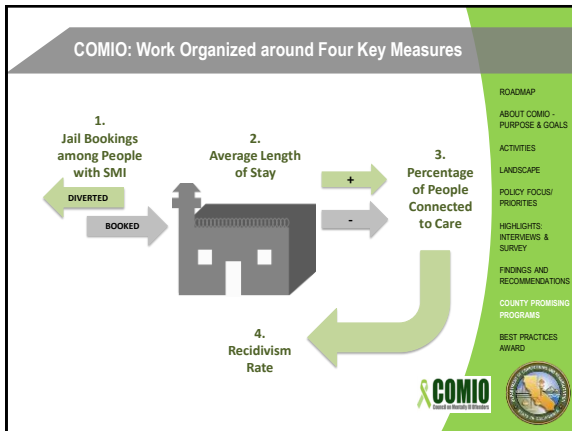 COMIO: Work Organized around Four Key Measures
1.
Jail Bookings
among People
with SMI
DIVERTED
BOOKED
2.
Average Length
of Stay
+
-
3.
Percentage
of People
Connected
to Care
4.
Recidivism
Rate
ROADMAP
ABOUT COMIO -
PURPOSE & GOALS
ACTIVITIES
LANDSCAPE
POLICY FOCUS/
PRIORITIES
HIGHLIGHTS:
INTERVIEWS &
SURVEY
FINDINGS AND
RECOMMENDATIONS
COUNTY PROMISING
PROGRAMS
BEST PRACTICES
AWARD
COMIO
Council on Mentally Ill Offenders